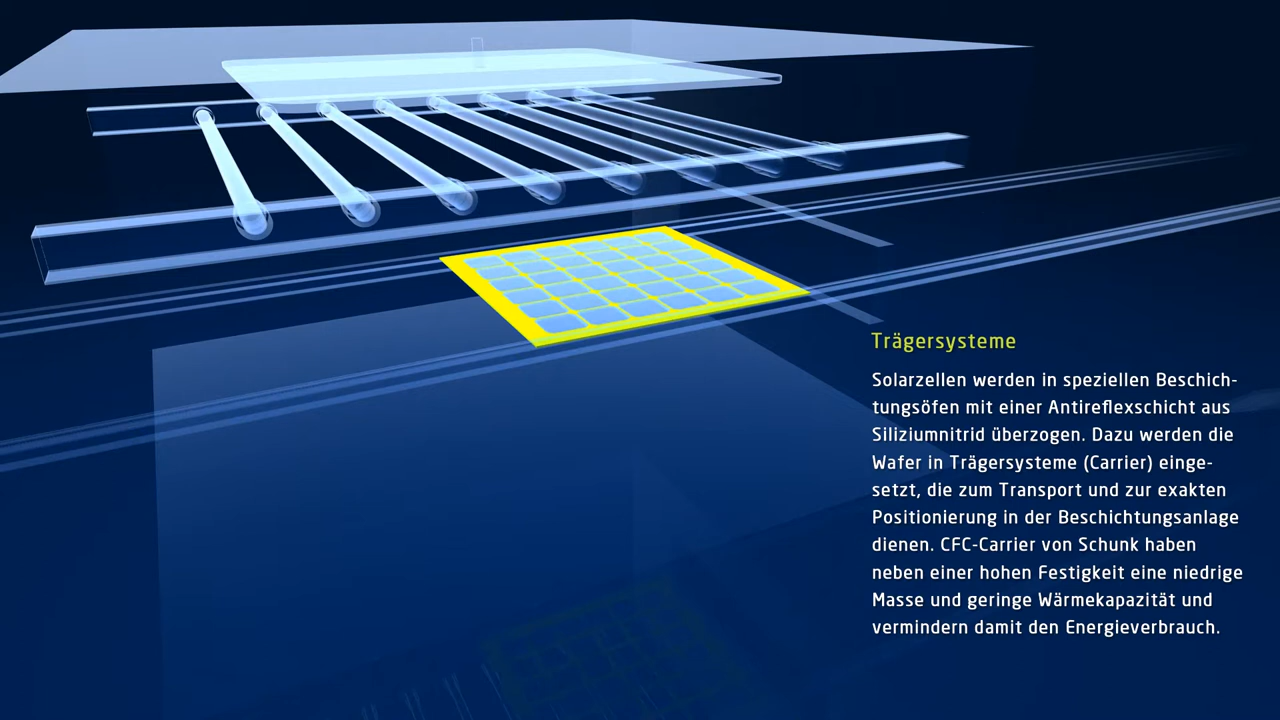 Trägersysteme
Solarzellen werden in speziellen Beschich-
tungsöfen mit einer Antireflexschicht aus
Siliziumnitrid überzogen. Dazu werden die
Wafer in Trägersysteme (Carrier) einge-
setzt, die zum Transport und zur exakten
Positionierung in der Beschichtungsanlage
dienen. CFC-Carrier von Schunk haben
neben einer hohen Festigkeit eine niedrige
Masse und geringe Wärmekapazität und
vermindern damit den Energieverbrauch.